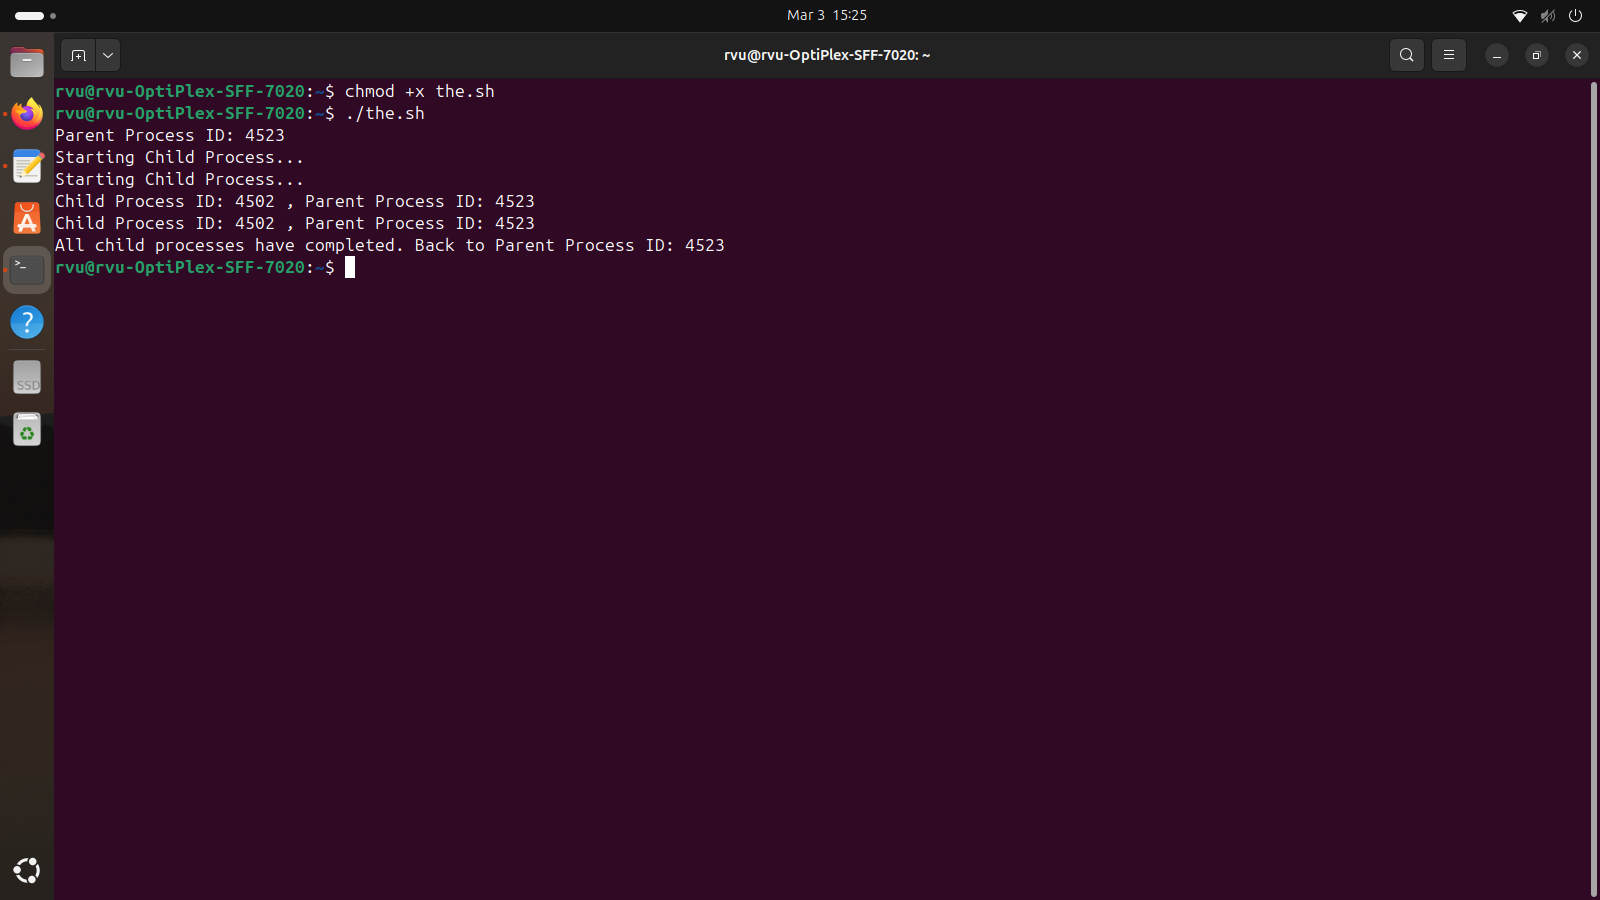 Mar 3 15:25
rvu@rvu-OptiPlex-SFF-7020: ~
rvu@rvu-OptiPlex-SFF-7020:~$ chmod +x the.sh
rvu@rvu-OptiPlex-SFF-7020:~$ ./the.sh
Parent Process ID: 4523
Starting Child Process...
Starting Child Process...
Child Process ID: 4502 , Parent Process ID: 4523
Child Process ID: 4502 , Parent Process ID: 4523
All child processes have completed. Back to Parent Process ID: 4523
rvu@rvu-OptiPlex-SFF-7020:~$
>_
?
SSD